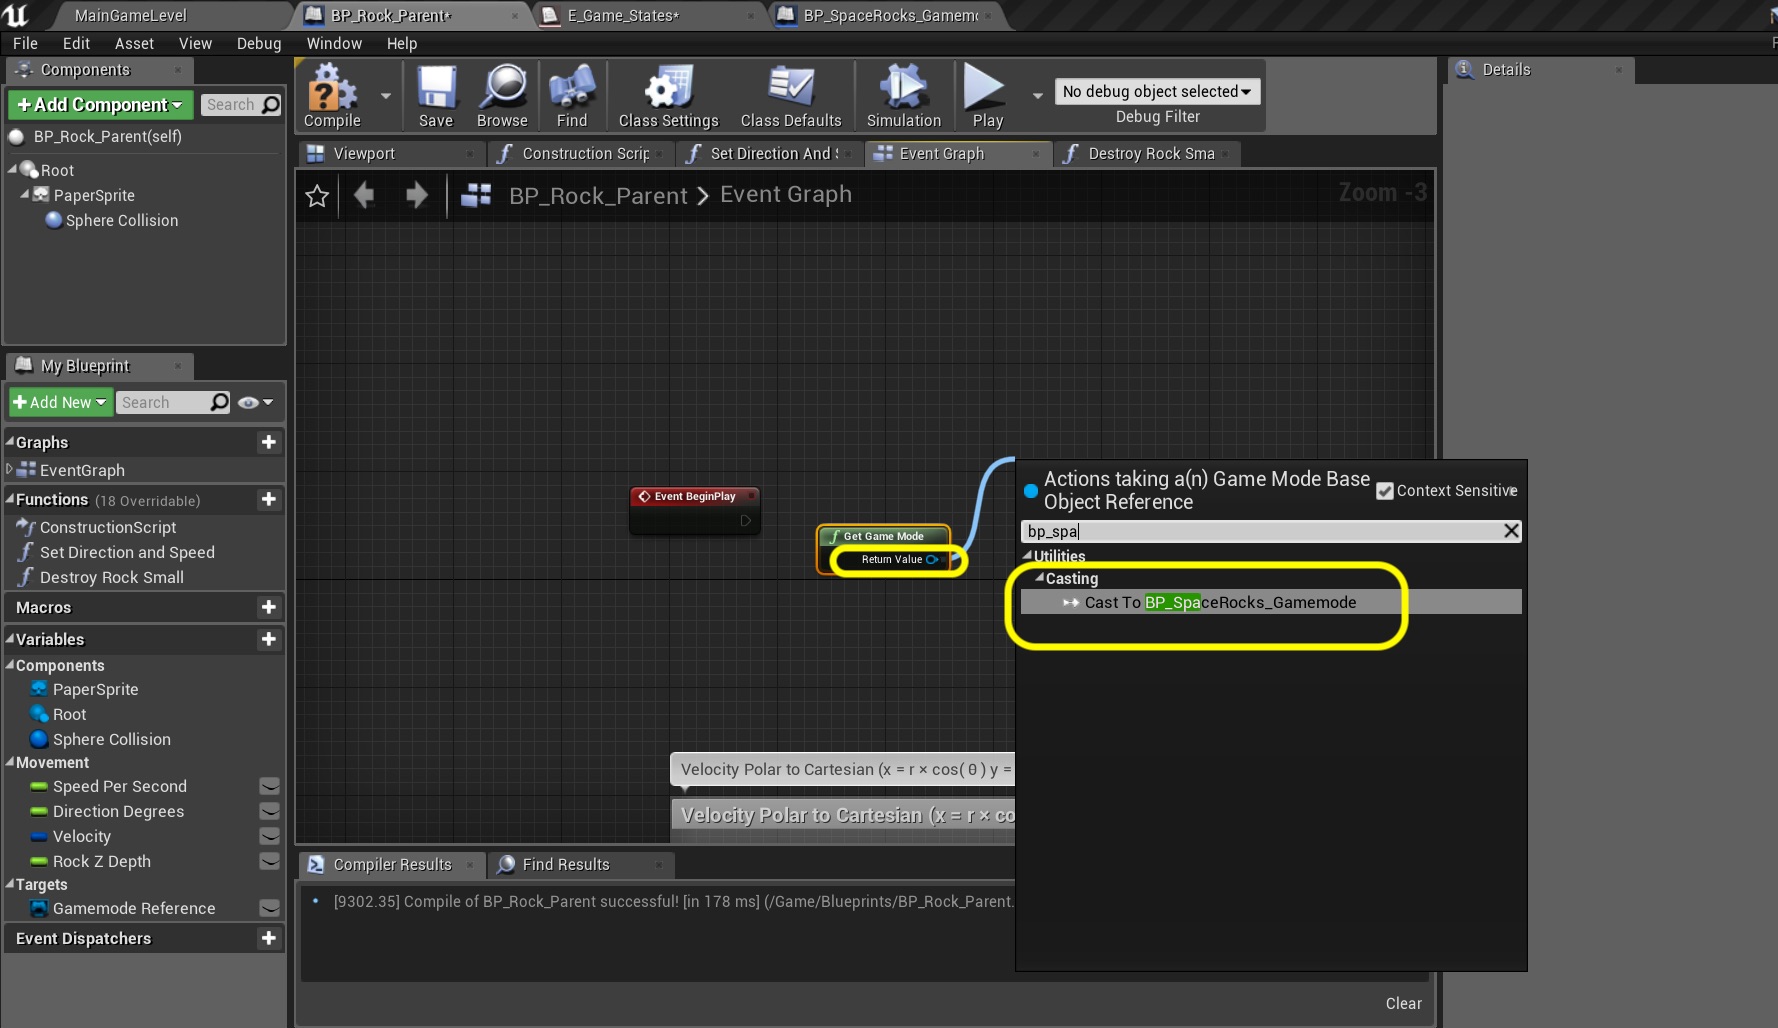 MainGameLevel
BP_Rock_Parent*
E_Game_States*
BP_SpaceRocks_Gamem
File Edit Asset View Debug Window Help
Components
+Add Component
Search
BP_Rock_Parent(self)
Root
PaperSprite
Sphere Collision
Compile
Save
Browse
Find
Class Settings
Class Defaults
Simulation
Play
No debug object selected
Debug Filter
Details
Viewport
Construction Scrip
Set Direction And
Event Graph
Destroy Rock Sma
BP_Rock_Parent > Event Graph
Zoom -3
My Blueprint
+ Add New
Search
Graphs
EventGraph
Functions (18 Overridable)
ConstructionScript
Set Direction and Speed
Destroy Rock Small
Macros
Variables
Components
PaperSprite
Root
Sphere Collision
Movement
Speed Per Second
Direction Degrees
Velocity
Rock Z Depth
Targets
Gamemode Reference
Event Dispatchers
Event BeginPlay
Get Game Mode
Return Value
Actions taking a(n) Game Mode Base
Object Reference
Context Sensitive
bp_spa
Utilities
Casting
Cast To BP_SpaceRocks_Gamemode
Velocity Polar to Cartesian (x = r × cos( θ ) y =
Velocity Polar to Cartesian (x = r × co
Compiler Results
Find Results
[9302.35] Compile of BP_Rock_Parent successful! [in 178 ms] (/Game/Blueprints/BP_Rock_Parent.
Clear